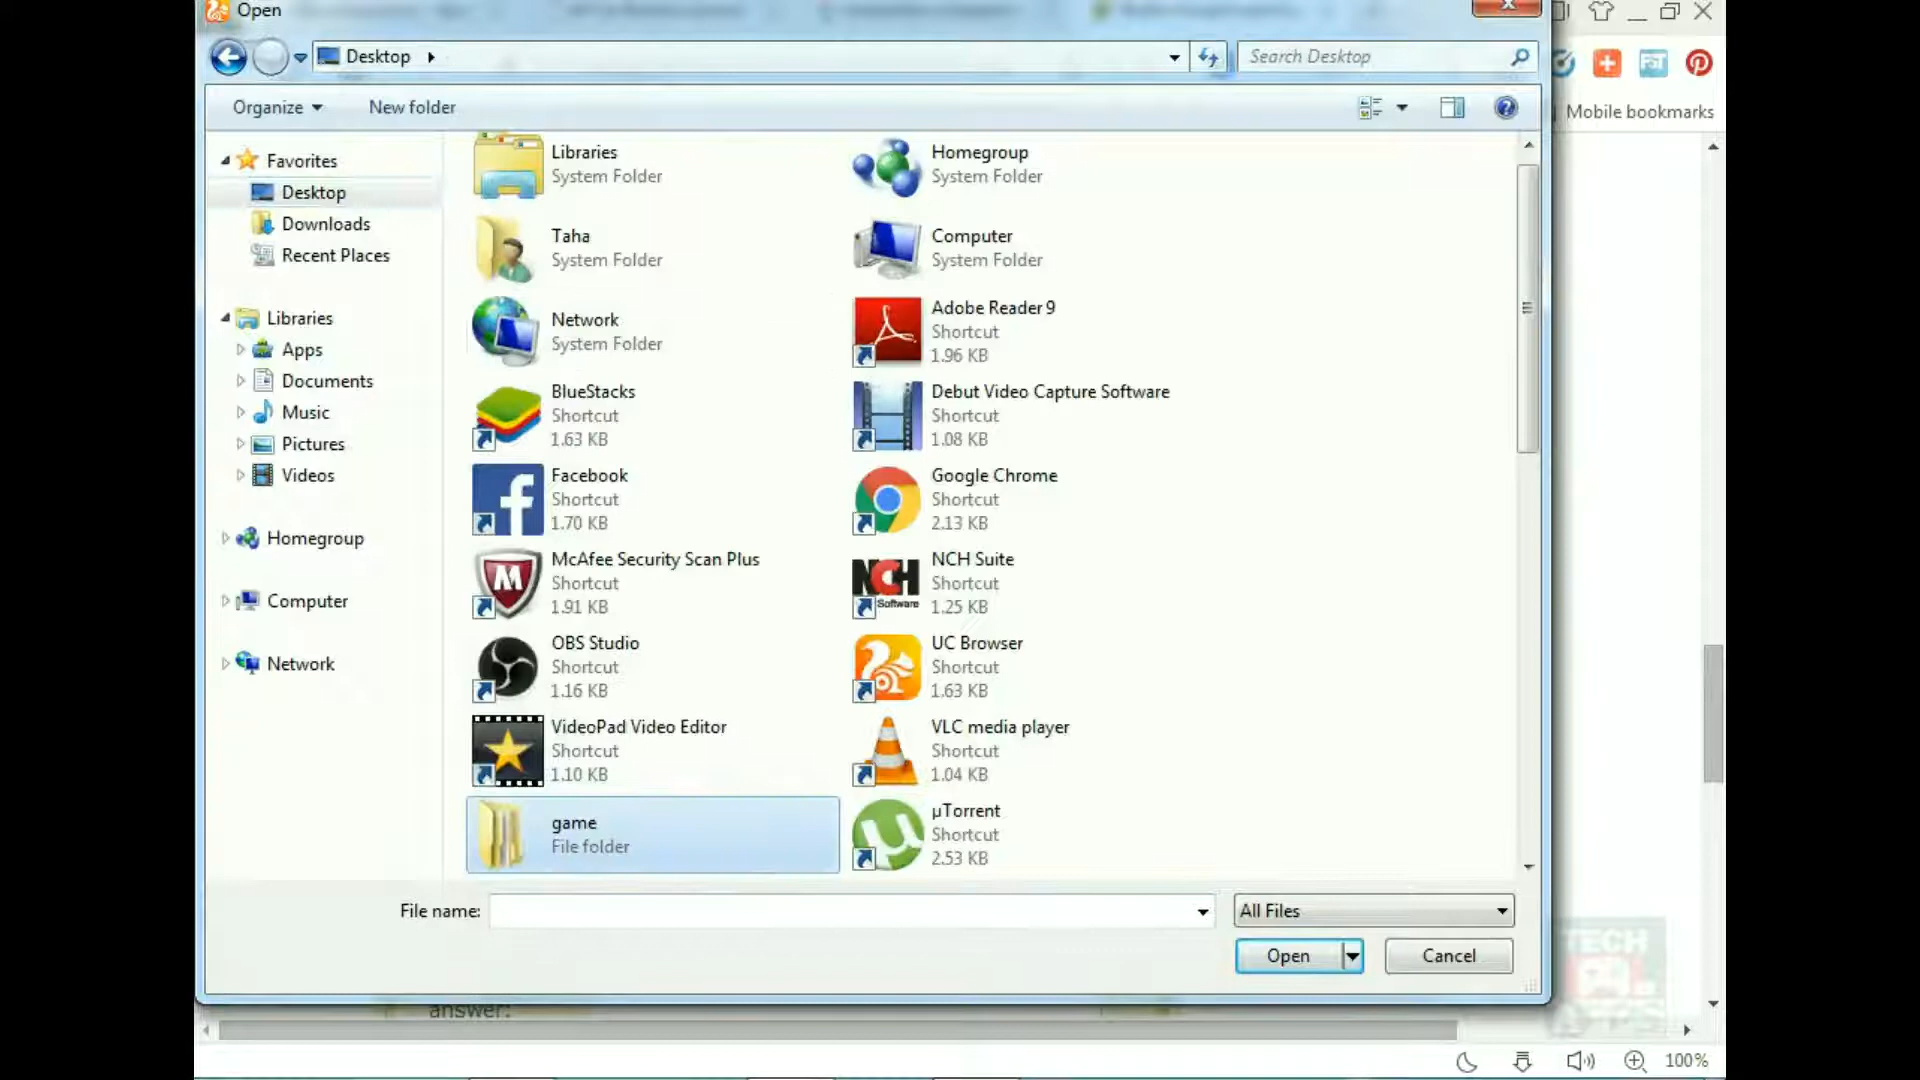 Open
Desktop
Search Desktop
FST
Organize
New folder
Mobile bookmarks
Favorites
Desktop
Downloads
Recent Places
Libraries
Apps
Documents
Music
Pictures
Videos
Homegroup
Computer
Network
Libraries
System Folder
Homegroup
System Folder
Taha
System Folder
Computer
System Folder
Network
System Folder
Adobe Reader 9
Shortcut
1.96 KB
BlueStacks
Shortcut
1.63 KB
Debut Video Capture Software
Shortcut
1.08 KB
Facebook
Shortcut
1.70 KB
Google Chrome
Shortcut
2.13 KB
McAfee Security Scan Plus
Shortcut
1.91 KB
NCH Software
NCH Suite
Shortcut
1.25 KB
OBS Studio
Shortcut
1.16 KB
UC Browser
Shortcut
1.63 KB
VideoPad Video Editor
Shortcut
1.10 KB
VLC media player
Shortcut
1.04 KB
game
File folder
µTorrent
Shortcut
2.53 KB
File name:
All Files
Open
Cancel
TECH
answer:
100%